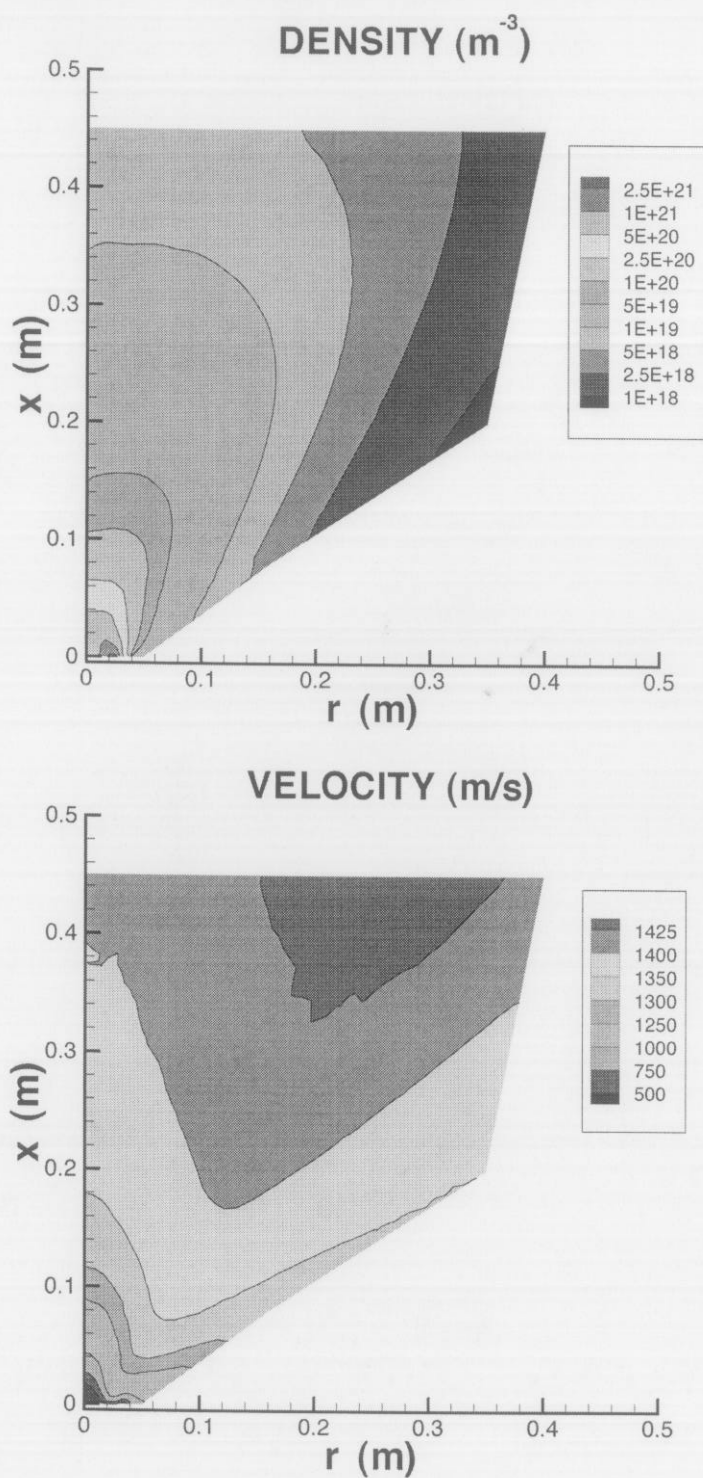 DENSITY (m-3)
0.5
0.4
0.3
0.2
0.1
0
x (m)
2.5E+21
1E+21
5E+20
2.5E+20
1E+20
5E+19
1E+19
5E+18
2.5E+18
1E+18
0 0.1 0.2 0.3 0.4 0.5
r (m)
VELOCITY (m/s)
0.5
0.4
0.3
0.2
0.1
0
x (m)
1425
1400
1350
1300
1250
1000
750
500
0 0.1 0.2 0.3 0.4 0.5
r (m)